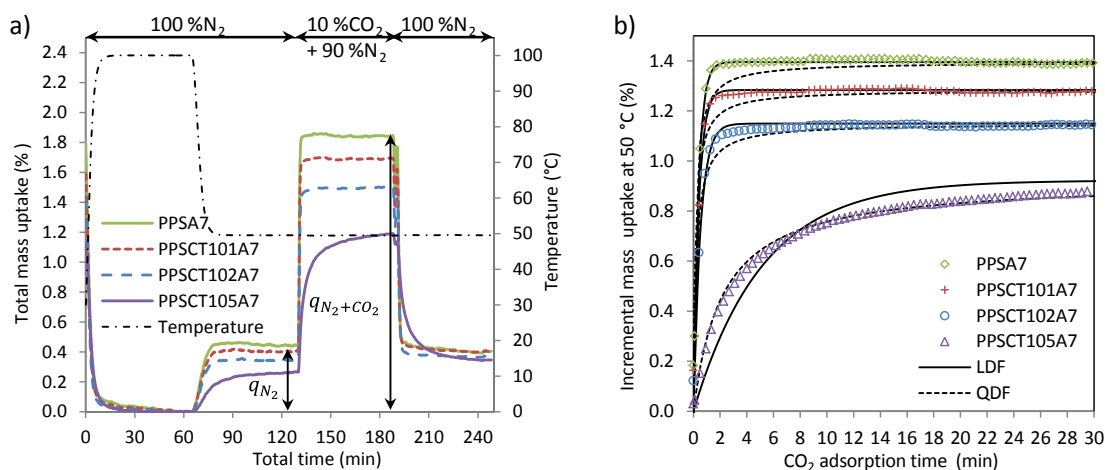 a)
100 %N2
10 %CO2
+ 90 %N2
100 %N2
Total mass uptake (%)
2.4
2.2
2.0
1.8
1.6
1.4
1.2
1.0
0.8
0.6
0.4
0.2
0.0
PPSA7
PPSCT101A7
PPSCT102A7
PPSCT105A7
Temperature
qN2
qN2+CO2
100
90
80
70
60
50
40
30
20
10
0
Temperature (°C)
0 30 60 90 120 150 180 210 240
Total time (min)
b)
Incremental mass uptake at 50 °C (%)
1.4
1.2
1.0
0.8
0.6
0.4
0.2
0.0
PPSA7
PPSCT101A7
PPSCT102A7
PPSCT105A7
LDF
QDF
0 2 4 6 8 10 12 14 16 18 20 22 24 26 28 30
CO2 adsorption time (min)